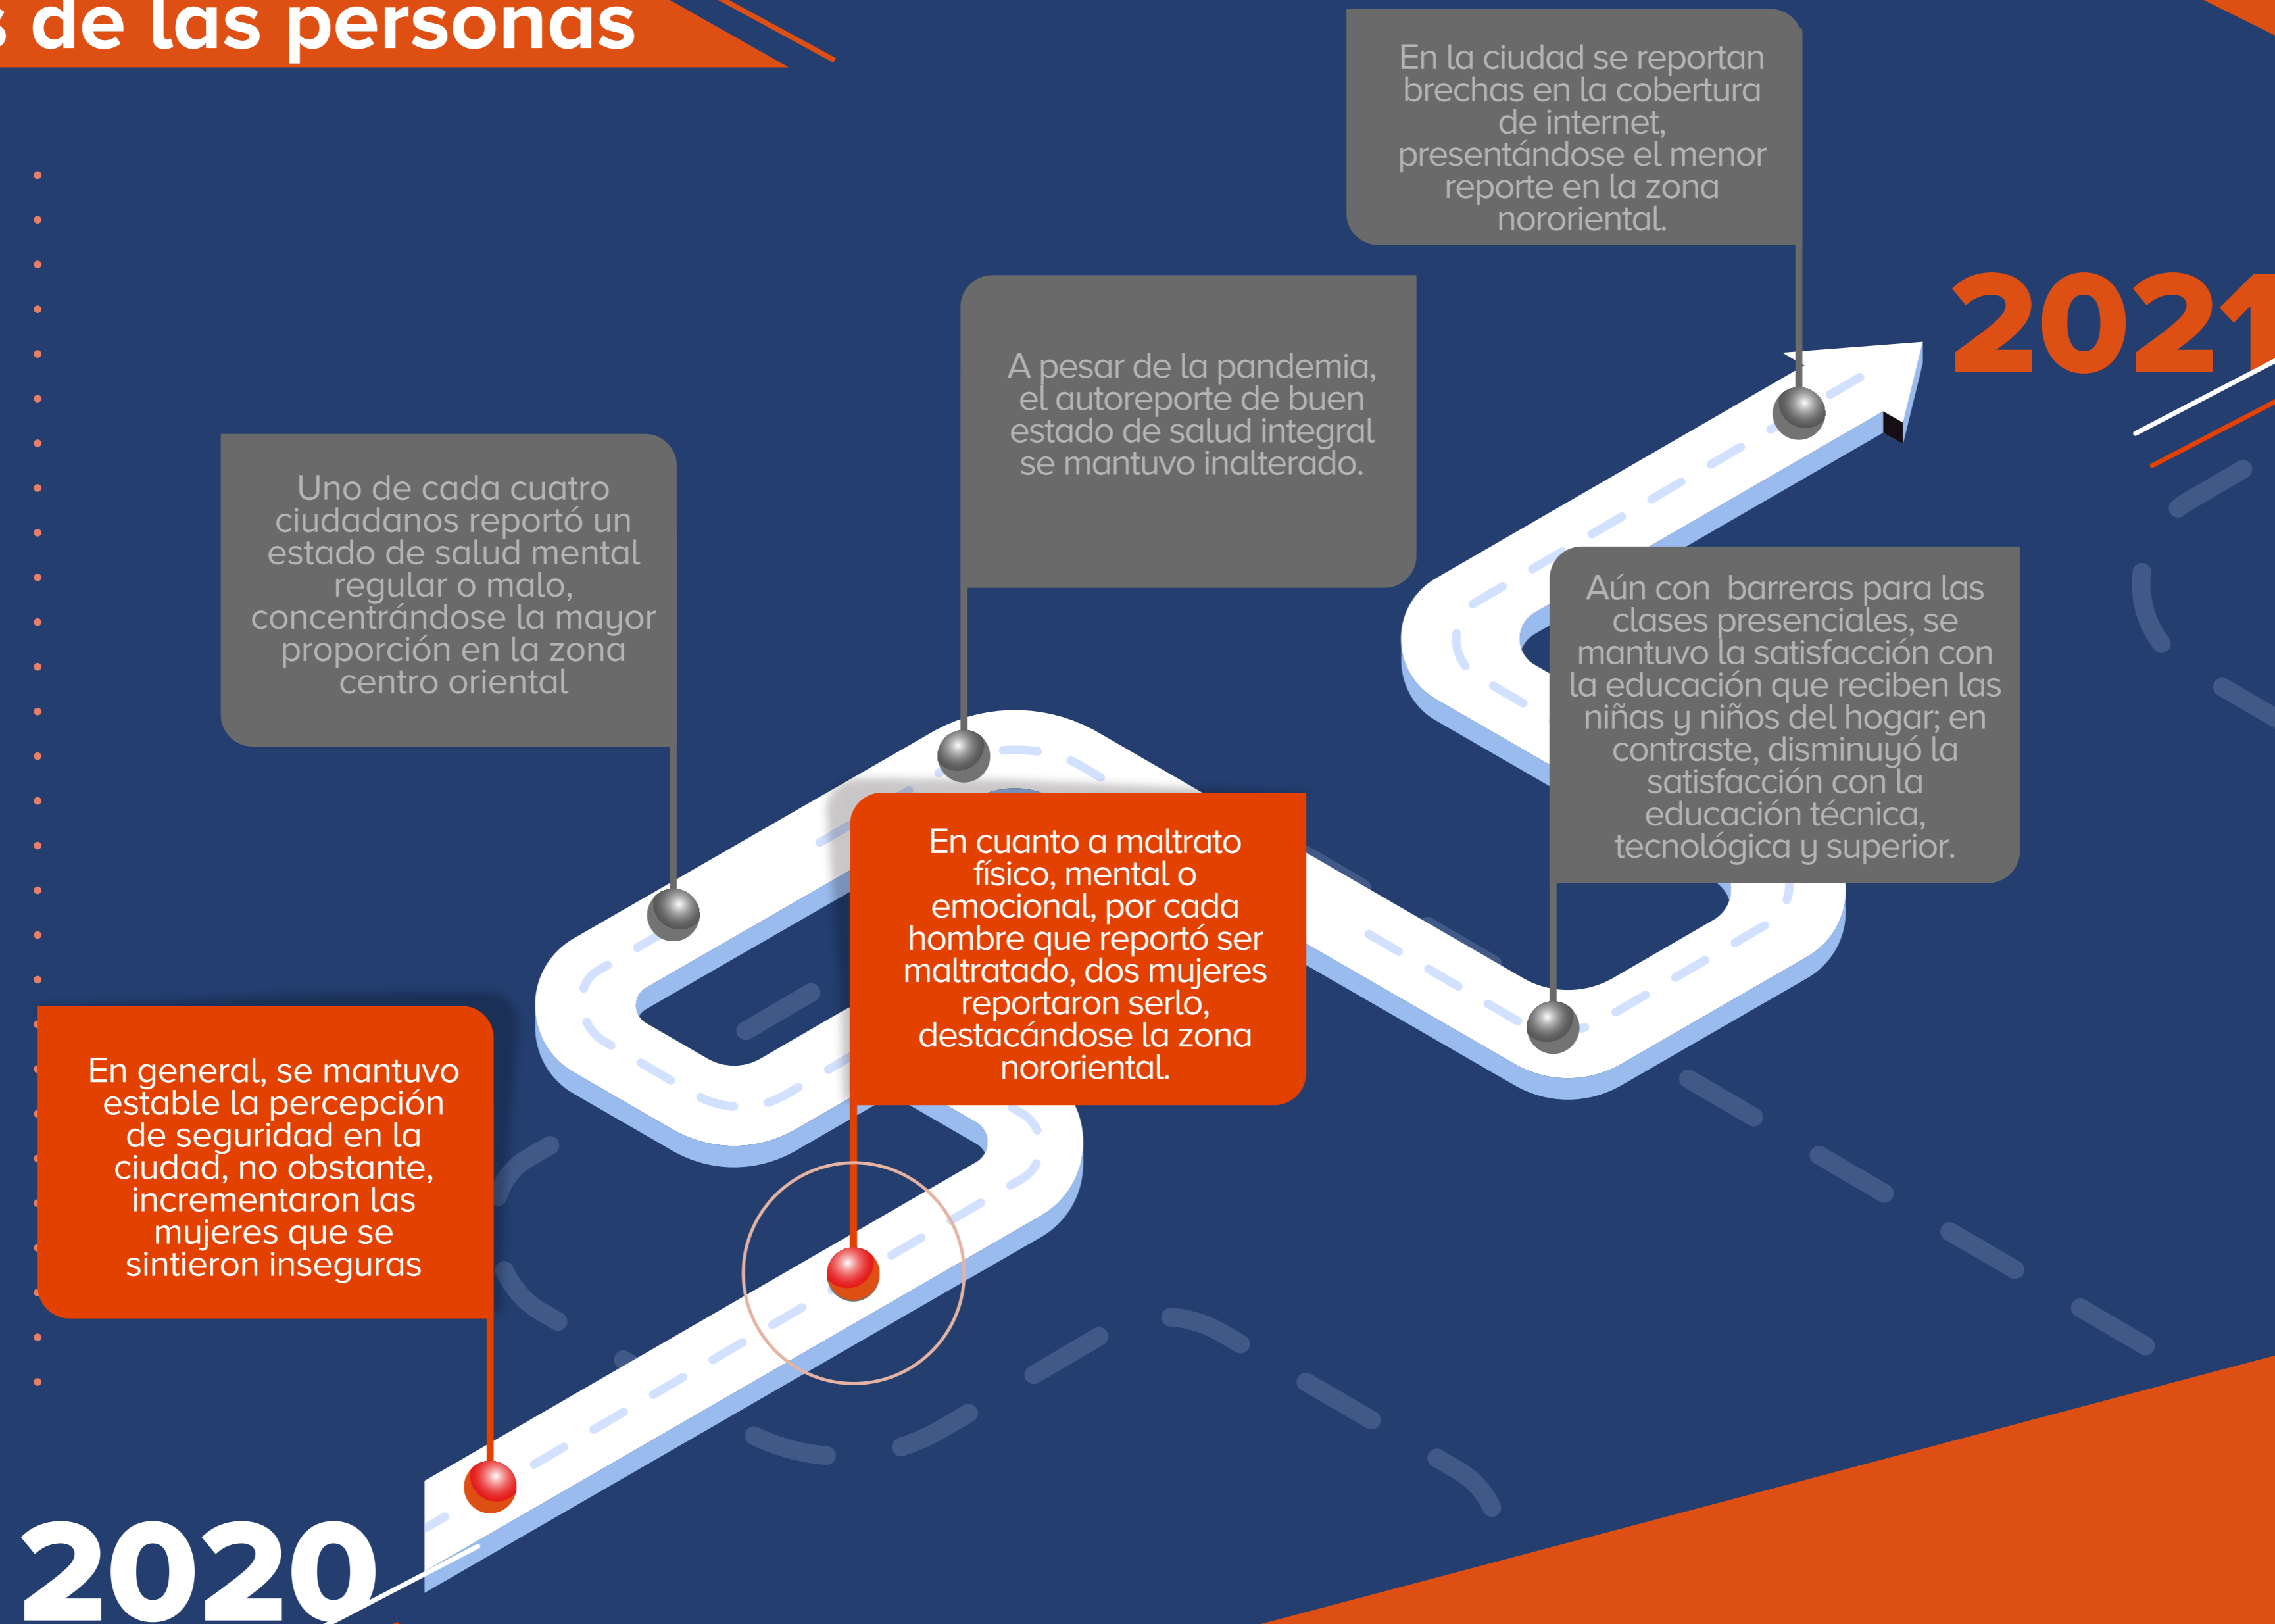 s de las personas
En la ciudad se reportan
brechas en la cobertura
de internet,
presentándose el menor
reporte en la zona
nororiental.
2021
A pesar de la pandemia,
el autoreporte de buen
estado de salud integral
se mantuvo inalterado.
Uno de cada cuatro
ciudadanos reportó un
estado de salud mental
regular o malo,
concentrándose la mayor
proporción en la zona
centro oriental
Aún con  barreras para las
clases presenciales, se
mantuvo la satisfacción con
la educación que reciben las
niñas y niños del hogar; en
contraste, disminuyó la
satisfacción con la
educación técnica,
tecnológica y superior.
En cuanto a maltrato
físico, mental o
emocional, por cada
hombre que reportó ser
maltratado, dos mujeres
reportaron serlo,
destacándose la zona
nororiental.
En general, se mantuvo
estable la percepción
de seguridad en la
ciudad, no obstante,
incrementaron las
mujeres que se
sintieron inseguras
2020